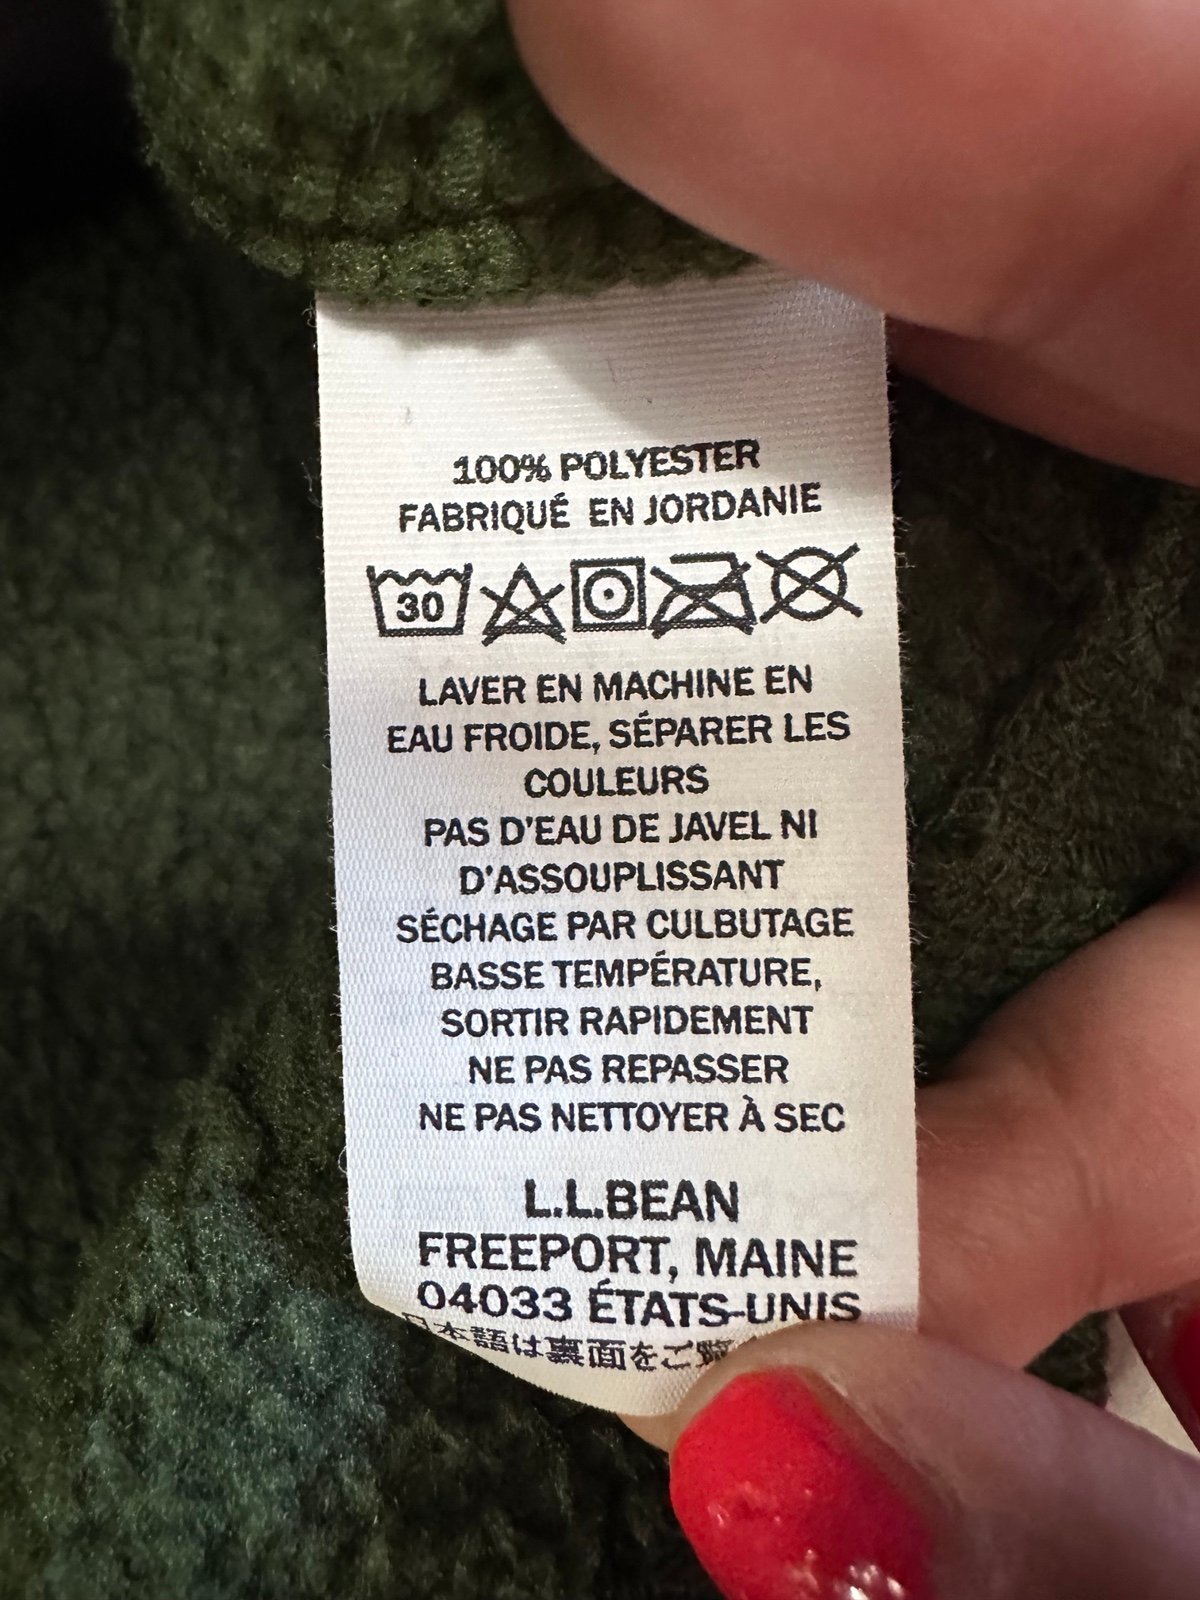 100% POLYESTER
FABRIQUÉ EN JORDANIE
30
LAVER EN MACHINE EN
EAU FROIDE, SÉPARER LES
COULEURS
PAS D'EAU DE JAVEL NI
D'ASSOUPLISSANT
SÉCHAGE PAR CULBUTAGE
BASSE TEMPÉRATURE,
SORTIR RAPIDEMENT
NE PAS REPASSER
NE PAS NETTOYER À SEC
L.L.BEAN
FREEPORT, MAINE
04033 ÉTATS-UNIS
日本語は裏面をご覧